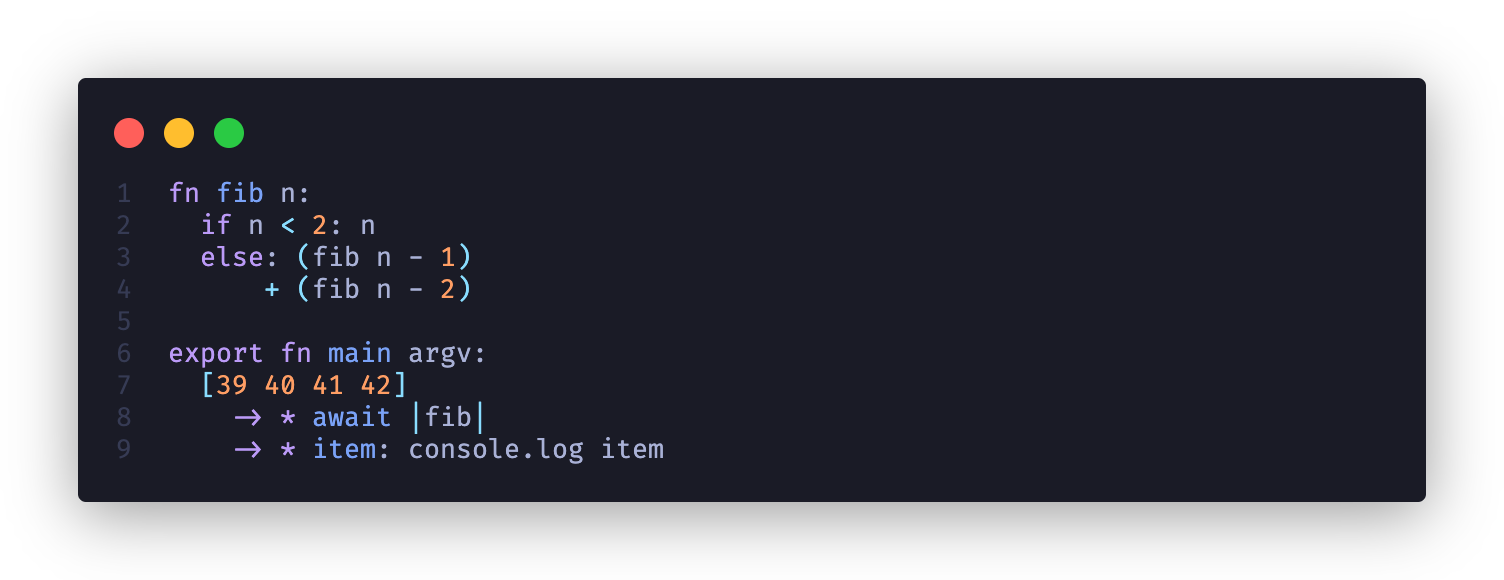 1 fn fib n:
2   if n < 2: n
3   else: (fib n - 1)
4       + (fib n - 2)
5
6 export fn main argv:
7   [39 40 41 42]
8     -> * await |fib|
9     -> * item: console.log item